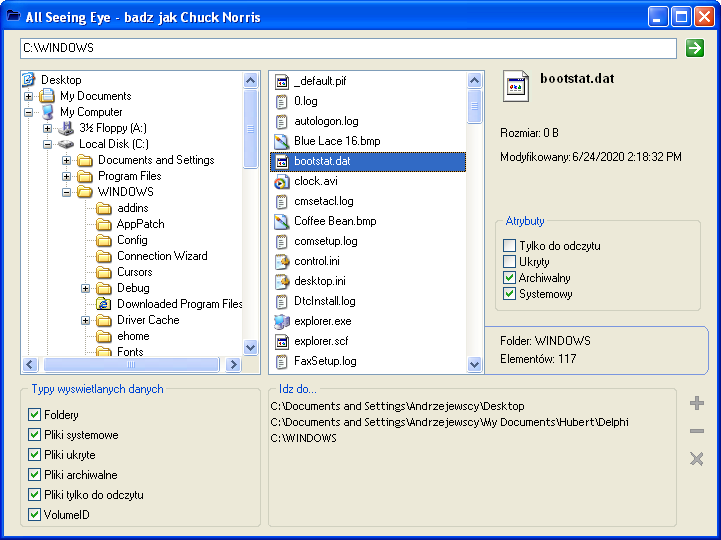 All Seeing Eye - badz jak Chuck Norris
C:\WINDOWS
Desktop
My Documents
My Computer
3½ Floppy (A:)
Local Disk (C:)
Documents and Settings
Program Files
WINDOWS
addins
AppPatch
Config
Connection Wizard
Cursors
Debug
Downloaded Program Files
Driver Cache
ehome
Fonts
_default.pif
0.log
autologon.log
Blue Lace 16.bmp
bootstat.dat
clock.avi
cmsetacl.log
Coffee Bean.bmp
comsetup.log
control.ini
desktop.ini
DtcInstall.log
explorer.exe
explorer.scf
FaxSetup.log
bootstat.dat
Rozmiar: 0 B
Modyfikowany: 6/24/2020 2:18:32 PM
Atrybuty
Tylko do odczytu
Ukryty
Archiwalny
Systemowy
Folder: WINDOWS
Elementów: 117
Typy wyswietlanych danych
Foldery
Pliki systemowe
Pliki ukryte
Pliki archiwalne
Pliki tylko do odczytu
VolumeID
Idz do...
C:\Documents and Settings\Andrzejewscy\Desktop
C:\Documents and Settings\Andrzejewscy\My Documents\Hubert\Delphi
C:\WINDOWS